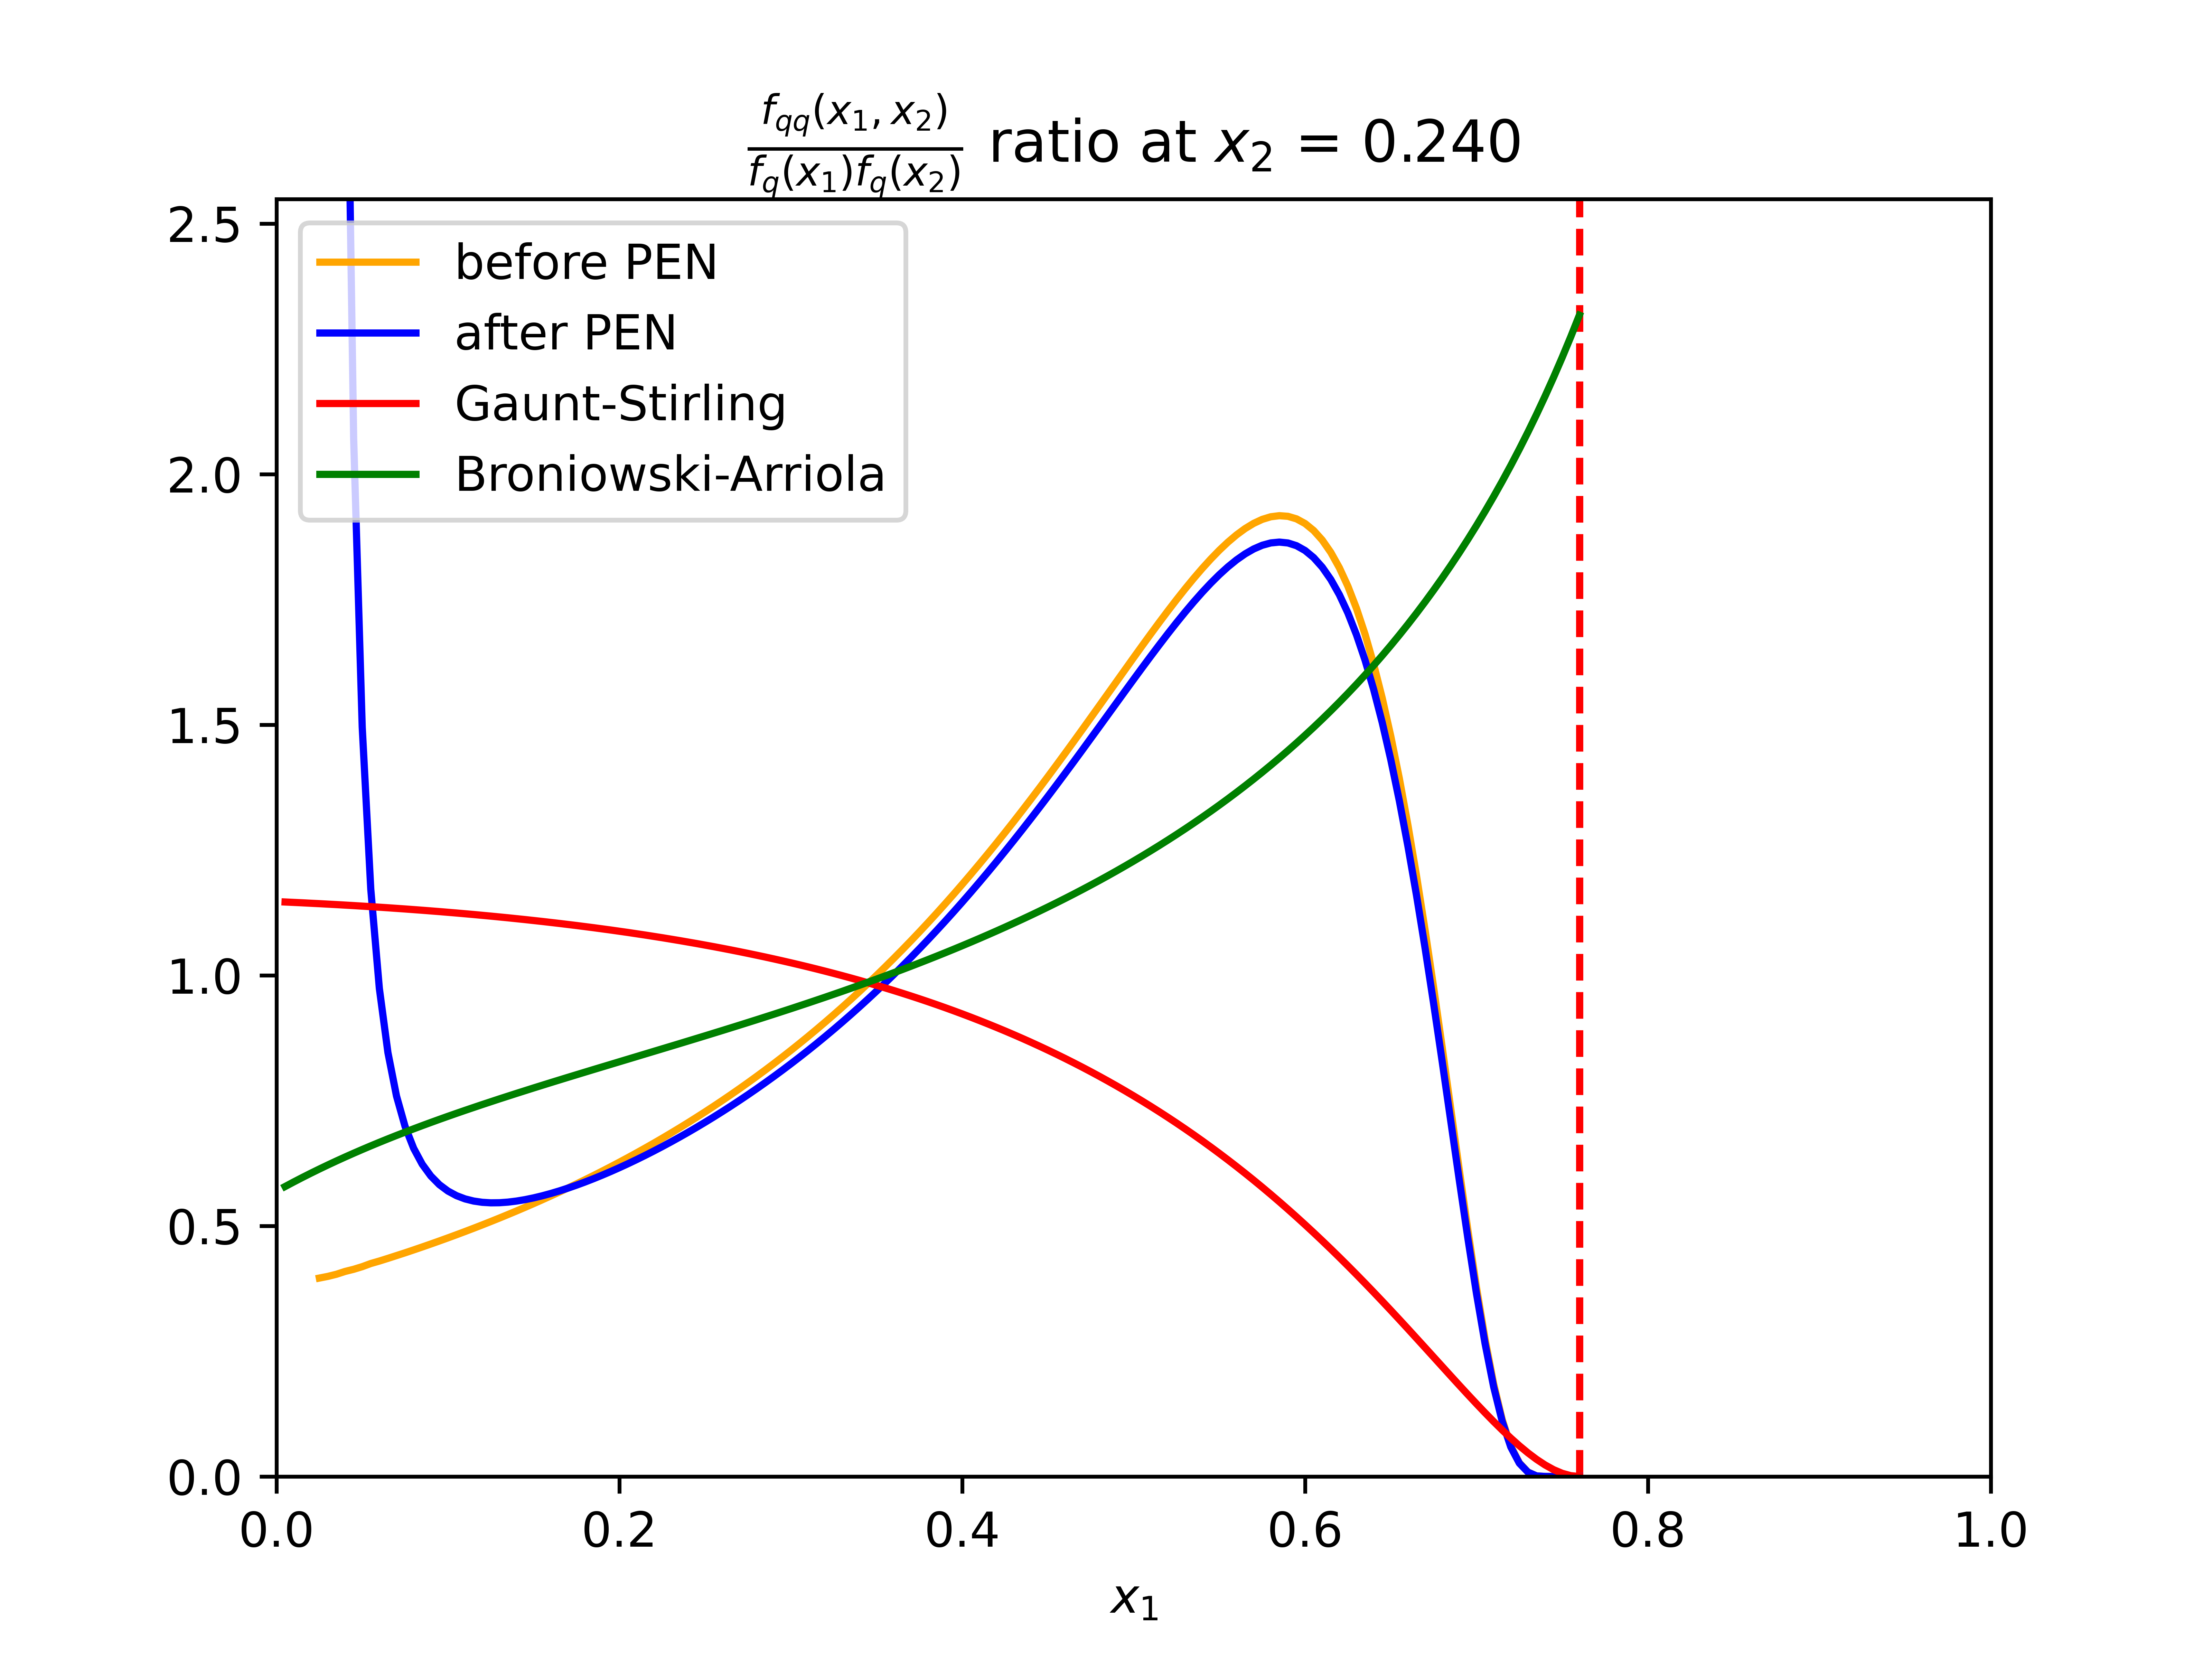 f_qq(x_1, x_2)
f_q(x_1)f_q(x_2) ratio at x_2 = 0.240
before PEN
after PEN
Gaunt-Stirling
Broniowski-Arriola
2.5
2.0
1.5
1.0
0.5
0.0
0.0 0.2 0.4 0.6 0.8 1.0
x_1